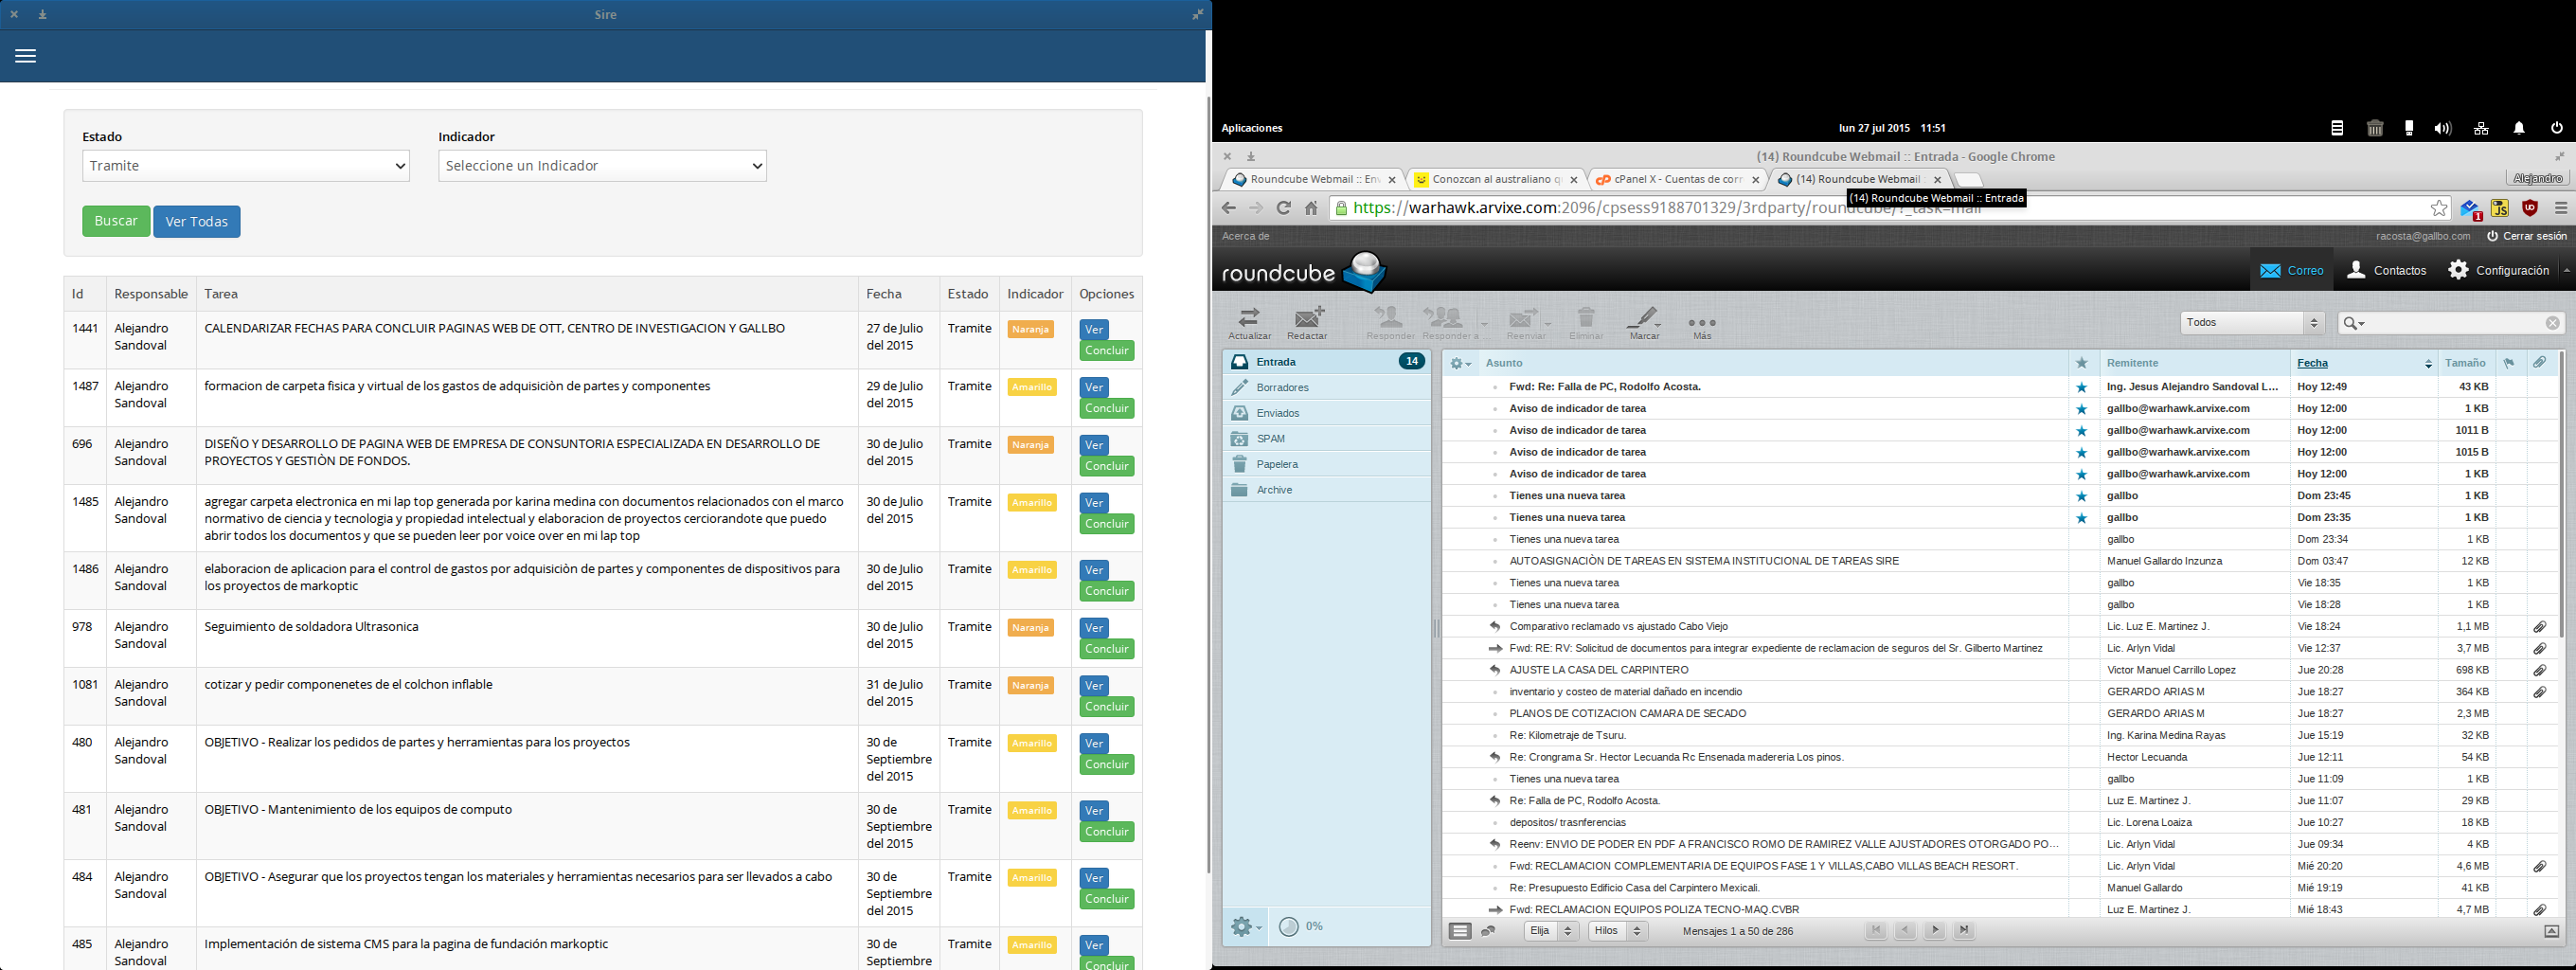 Sire
Estado
Indicador
Tramite
Seleccione un Indicador
Buscar
Ver Todas
Id Responsable Tarea Fecha Estado Indicador Opciones
1441 Alejandro Sandoval CALENDARIZAR FECHAS PARA CONCLUIR PAGINAS WEB DE OTT, CENTRO DE INVESTIGACION Y GALLBO 27 de Julio del 2015 Tramite Naranja Ver Concluir
1487 Alejandro Sandoval formacion de carpeta fisica y virtual de los gastos de adquisiciòn de partes y componentes 29 de Julio del 2015 Tramite Amarillo Ver Concluir
696 Alejandro Sandoval DISEÑO Y DESARROLLO DE PAGINA WEB DE EMPRESA DE CONSUNTORIA ESPECIALIZADA EN DESARROLLO DE PROYECTOS Y GESTIÒN DE FONDOS. 30 de Julio del 2015 Tramite Naranja Ver Concluir
1485 Alejandro Sandoval agregar carpeta electronica en mi lap top generada por karina medina con documentos relacionados con el marco normativo de ciencia y tecnologia y propiedad intelectual y elaboracion de proyectos cerciorandote que puedo abrir todos los documentos y que se pueden leer por voice over en mi lap top 30 de Julio del 2015 Tramite Amarillo Ver Concluir
1486 Alejandro Sandoval elaboracion de aplicacion para el control de gastos por adquisiciòn de partes y componentes de dispositivos para los proyectos de markoptic 30 de Julio del 2015 Tramite Amarillo Ver Concluir
978 Alejandro Sandoval Seguimiento de soldadora Ultrasonica 30 de Julio del 2015 Tramite Naranja Ver Concluir
1081 Alejandro Sandoval cotizar y pedir componenetes de el colchon inflable 31 de Julio del 2015 Tramite Naranja Ver Concluir
480 Alejandro Sandoval OBJETIVO - Realizar los pedidos de partes y herramientas para los proyectos 30 de Septiembre del 2015 Tramite Amarillo Ver Concluir
481 Alejandro Sandoval OBJETIVO - Mantenimiento de los equipos de computo 30 de Septiembre del 2015 Tramite Amarillo Ver Concluir
484 Alejandro Sandoval OBJETIVO - Asegurar que los proyectos tengan los materiales y herramientas necesarios para ser llevados a cabo 30 de Septiembre del 2015 Tramite Amarillo Ver Concluir
485 Alejandro Sandoval Implementación de sistema CMS para la pagina de fundación markoptic 30 de Septiembre Tramite Amarillo Ver Concluir
Aplicaciones lun 27 jul 2015 11:51
(14) Roundcube Webmail :: Entrada - Google Chrome
Roundcube Webmail :: En Conozcan al australiano q cPanel X - Cuentas de corr (14) Roundcube Webmail Alejandro
(14) Roundcube Webmail :: Entrada
https://warhawk.arvixe.com:2096/cpsess9188701329/3rdparty/roundcube/?_task=mail
1 JS
Acerca de racosta@gallbo.com Cerrar sesión
roundcube Correo Contactos Configuración
Actualizar Redactar Responder Responder a ... Reenviar Eliminar Marcar Más
Todos
Entrada 14
Borradores
Enviados
SPAM
Papelera
Archive
0%
Asunto Remitente Fecha Tamaño
Fwd: Re: Falla de PC, Rodolfo Acosta. Ing. Jesus Alejandro Sandoval L... Hoy 12:49 43 KB
Aviso de indicador de tarea gallbo@warhawk.arvixe.com Hoy 12:00 1 KB
Aviso de indicador de tarea gallbo@warhawk.arvixe.com Hoy 12:00 1011 B
Aviso de indicador de tarea gallbo@warhawk.arvixe.com Hoy 12:00 1015 B
Aviso de indicador de tarea gallbo@warhawk.arvixe.com Hoy 12:00 1 KB
Tienes una nueva tarea gallbo Dom 23:45 1 KB
Tienes una nueva tarea gallbo Dom 23:35 1 KB
Tienes una nueva tarea gallbo Dom 23:34 1 KB
AUTOASIGNACIÒN DE TAREAS EN SISTEMA INSTITUCIONAL DE TAREAS SIRE Manuel Gallardo Inzunza Dom 03:47 12 KB
Tienes una nueva tarea gallbo Vie 18:35 1 KB
Tienes una nueva tarea gallbo Vie 18:28 1 KB
Comparativo reclamado vs ajustado Cabo Viejo Lic. Luz E. Martinez J. Vie 18:24 1,1 MB
Fwd: RE: RV: Solicitud de documentos para integrar expediente de reclamacion de seguros del Sr. Gilberto Martinez Lic. Arlyn Vidal Vie 12:37 3,7 MB
AJUSTE LA CASA DEL CARPINTERO Victor Manuel Carrillo Lopez Jue 20:28 698 KB
inventario y costeo de material dañado en incendio GERARDO ARIAS M Jue 18:27 364 KB
PLANOS DE COTIZACION CAMARA DE SECADO GERARDO ARIAS M Jue 18:27 2,3 MB
Re: Kilometraje de Tsuru. Ing. Karina Medina Rayas Jue 15:19 32 KB
Re: Crongrama Sr. Hector Lecuanda Rc Ensenada madereria Los pinos. Hector Lecuanda Jue 12:11 54 KB
Tienes una nueva tarea gallbo Jue 11:09 1 KB
Re: Falla de PC, Rodolfo Acosta. Luz E. Martinez J. Jue 11:07 29 KB
depositos/ trasnferencias Lic. Lorena Loaiza Jue 10:27 18 KB
Reenv: ENVIO DE PODER EN PDF A FRANCISCO ROMO DE RAMIREZ VALLE AJUSTADORES OTORGADO PO... Lic. Arlyn Vidal Jue 09:34 4 KB
Fwd: RECLAMACION COMPLEMENTARIA DE EQUIPOS FASE 1 Y VILLAS,CABO VILLAS BEACH RESORT. Lic. Arlyn Vidal Mié 20:20 4,6 MB
Re: Presupuesto Edificio Casa del Carpintero Mexicali. Manuel Gallardo Mié 19:19 41 KB
Fwd: RECLAMACION EQUIPOS POLIZA TECNO-MAQ.CVBR Luz E. Martinez J. Mié 18:43 4,7 MB
Elija Hilos Mensajes 1 a 50 de 286